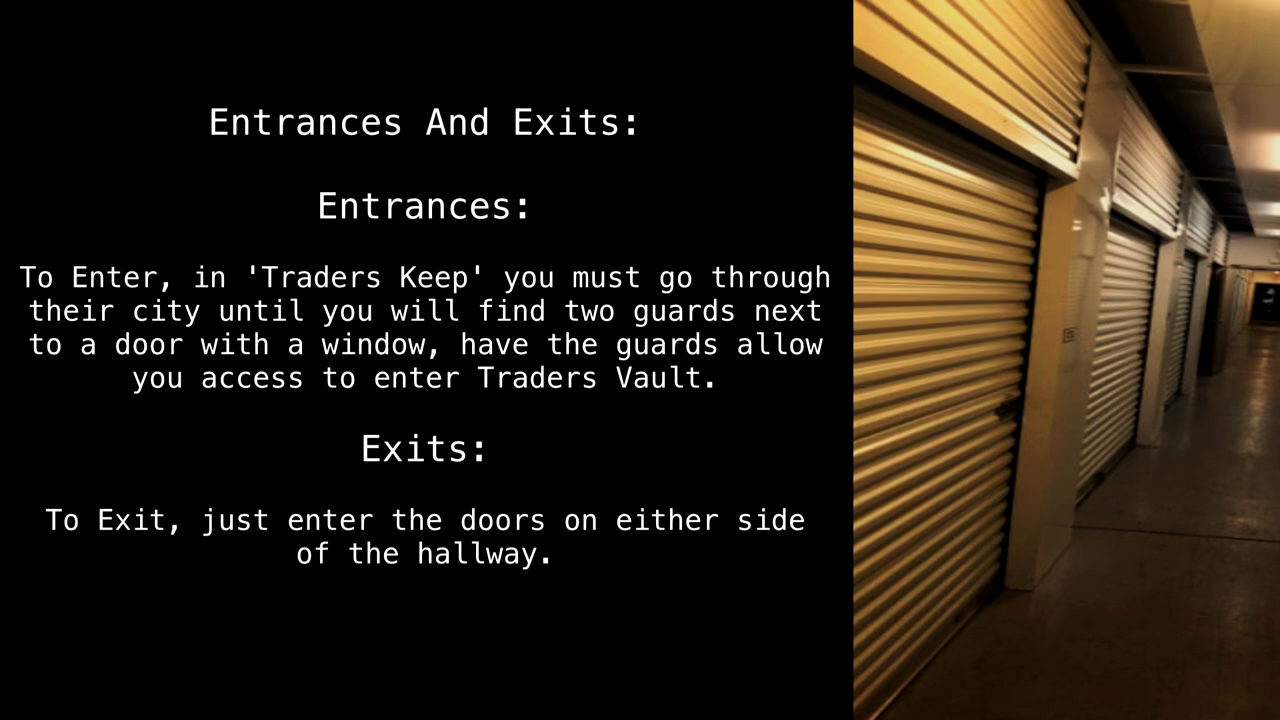 Entrances And Exits:
Entrances:
To Enter, in 'Traders Keep' you must go through
their city until you will find two guards next
to a door with a window, have the guards allow
you access to enter Traders Vault.
Exits:
To Exit, just enter the doors on either side
of the hallway.